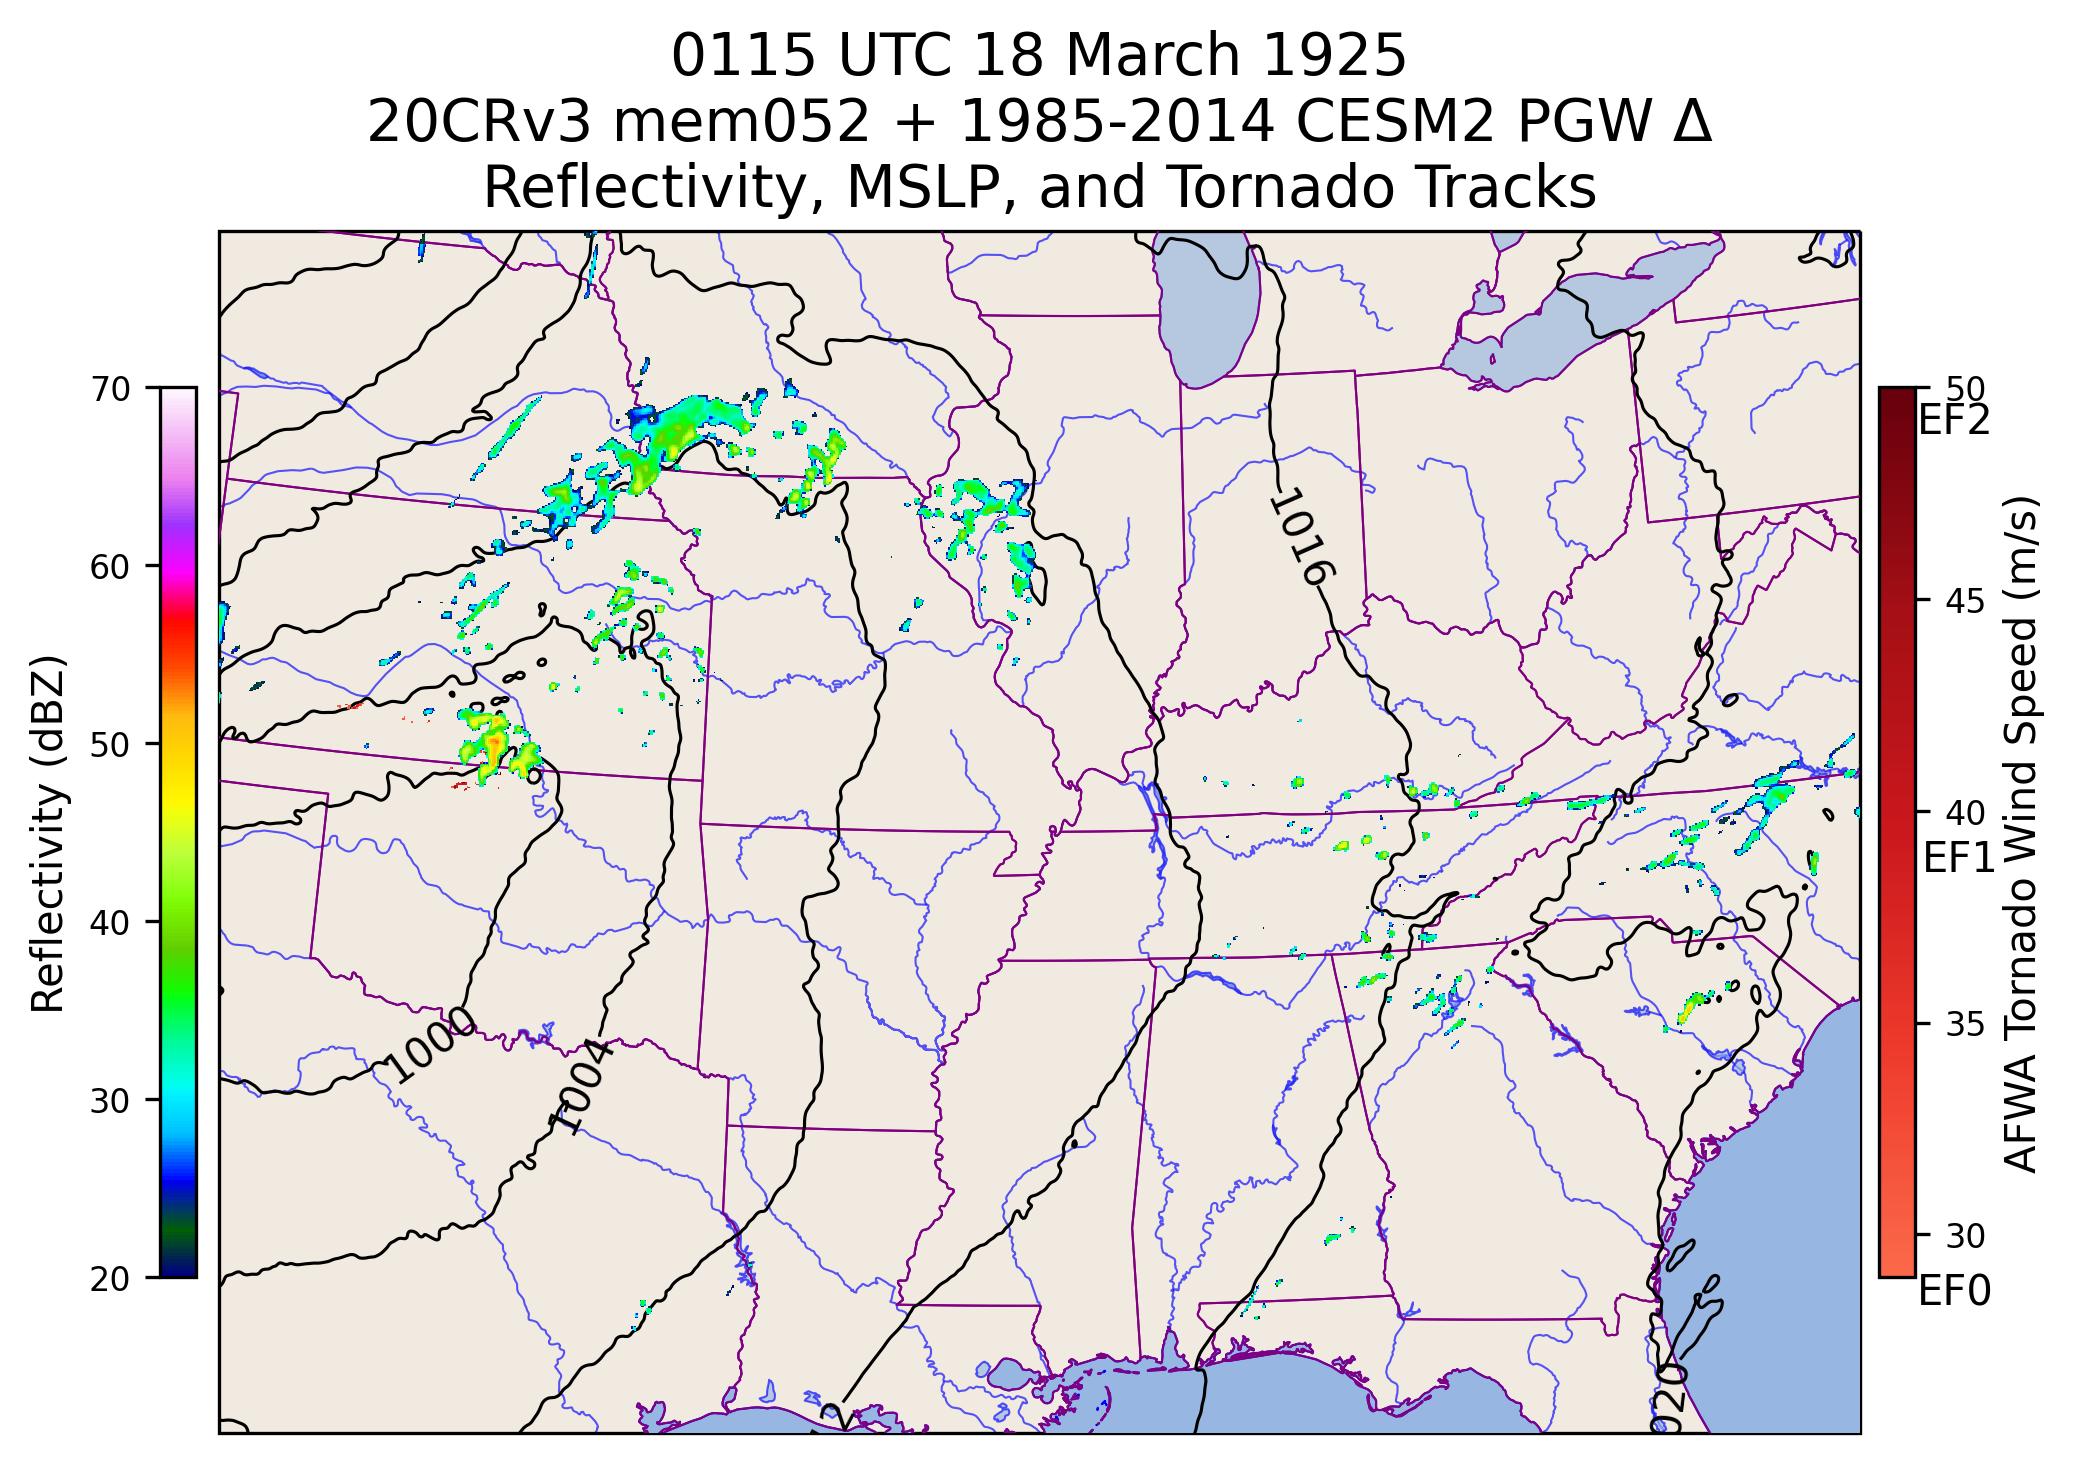 0115 UTC 18 March 1925
20CRv3 mem052 + 1985-2014 CESM2 PGW Δ
Reflectivity, MSLP, and Tornado Tracks
70
60
50
40
30
20
Reflectivity (dBZ)
1016
1000
1004
2
020
50
EF2
45
40
EF1
35
30
EF0
AFWA Tornado Wind Speed (m/s)